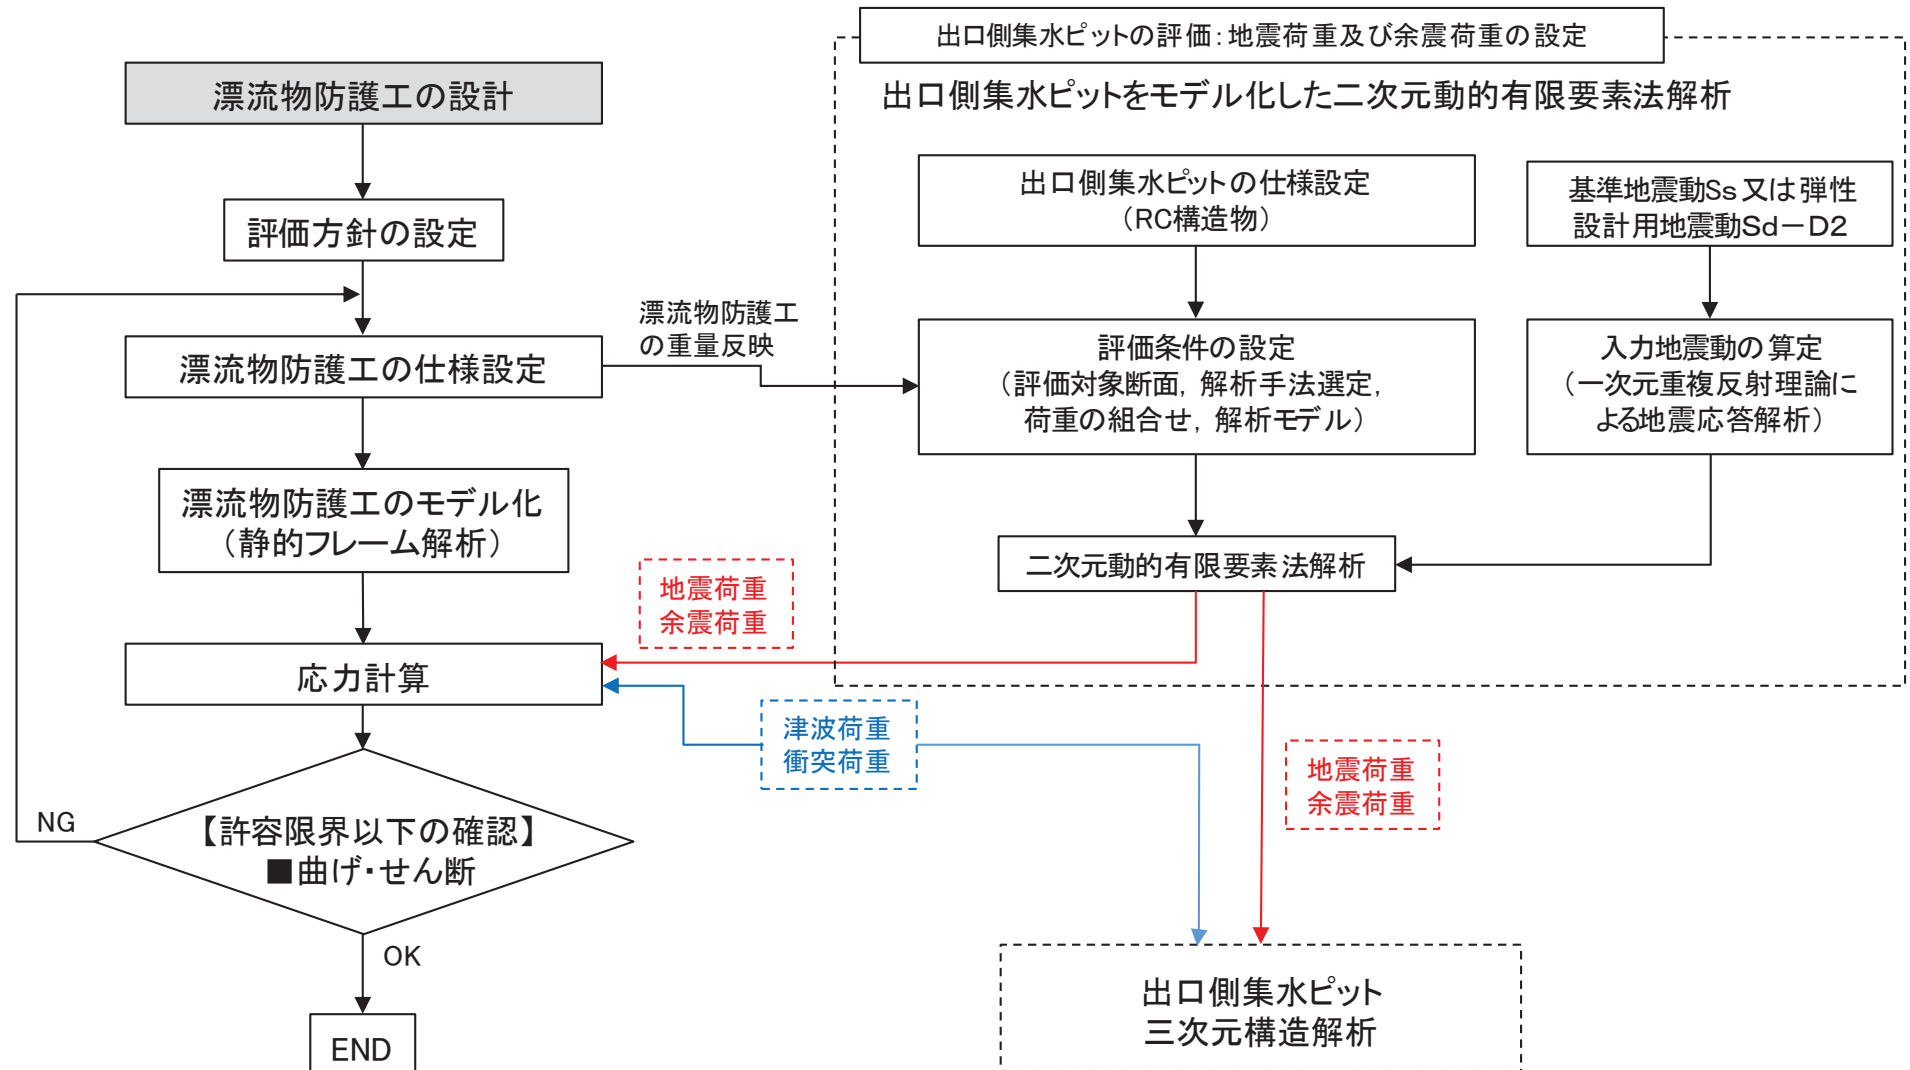 出口側集水ピットの評価：地震荷重及び余震荷重の設定
出口側集水ピットをモデル化した二次元動的有限要素法解析
漂流物防護工の設計
評価方針の設定
漂流物防護工の仕様設定
漂流物防護工
の重量反映
漂流物防護工のモデル化
（静的フレーム解析）
応力計算
【許容限界以下の確認】
■曲げ・せん断
NG
OK
END
出口側集水ピットの仕様設定
（RC構造物）
基準地震動Ss又は弾性
設計用地震動Sd－D2
評価条件の設定
（評価対象断面，解析手法選定，
荷重の組合せ，解析モデル）
入力地震動の算定
（一次元重複反射理論に
よる地震応答解析）
二次元動的有限要素法解析
地震荷重
余震荷重
津波荷重
衝突荷重
地震荷重
余震荷重
出口側集水ピット
三次元構造解析